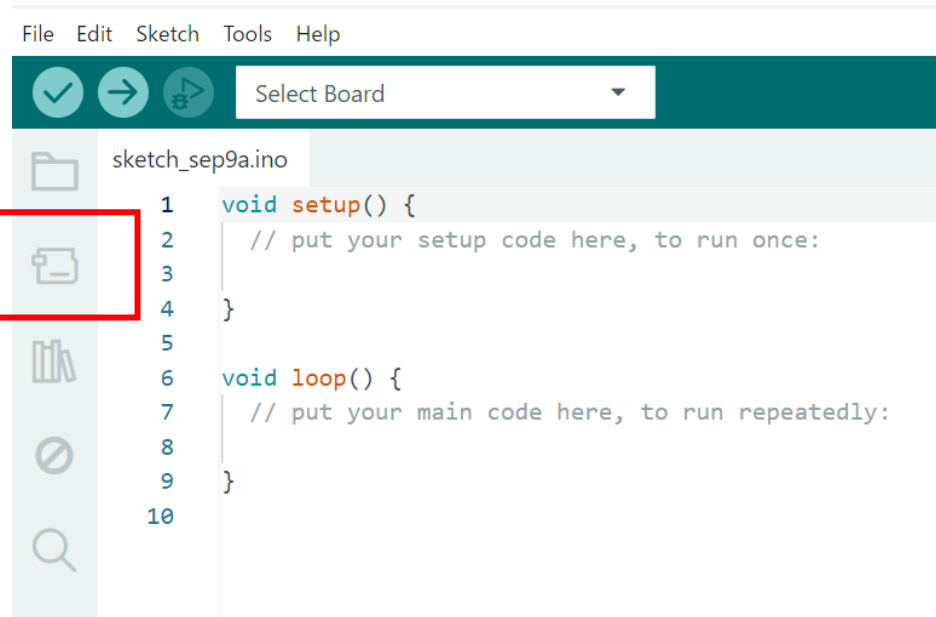 File Edit Sketch Tools Help
Select Board
sketch_sep9a.ino
1 void setup() {
2 // put your setup code here, to run once:
3
4 }
5
6 void loop() {
7 // put your main code here, to run repeatedly:
8
9 }
10